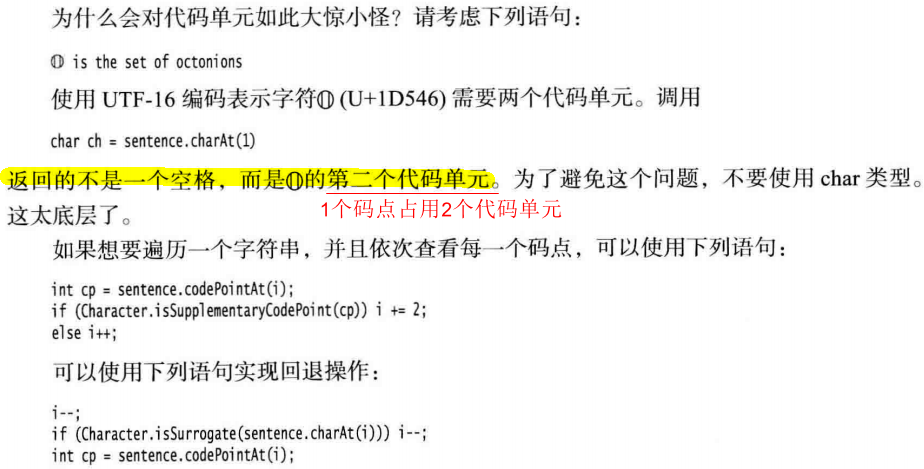 为什么会对代码单元如此大惊小怪？请考虑下列语句：
𝕆 is the set of octonions
使用 UTF-16 编码表示字符𝕆 (U+1D546) 需要两个代码单元。调用
char ch = sentence.charAt(1)
返回的不是一个空格，而是𝕆的第二个代码单元。为了避免这个问题，不要使用 char 类型。
这太底层了。
1个码点占用2个代码单元
如果想要遍历一个字符串，并且依次查看每一个码点，可以使用下列语句：
int cp = sentence.codePointAt(i);
if (Character.isSupplementaryCodePoint(cp)) i += 2;
else i++;
可以使用下列语句实现回退操作：
i--;
if (Character.isSurrogate(sentence.charAt(i))) i--;
int cp = sentence.codePointAt(i);